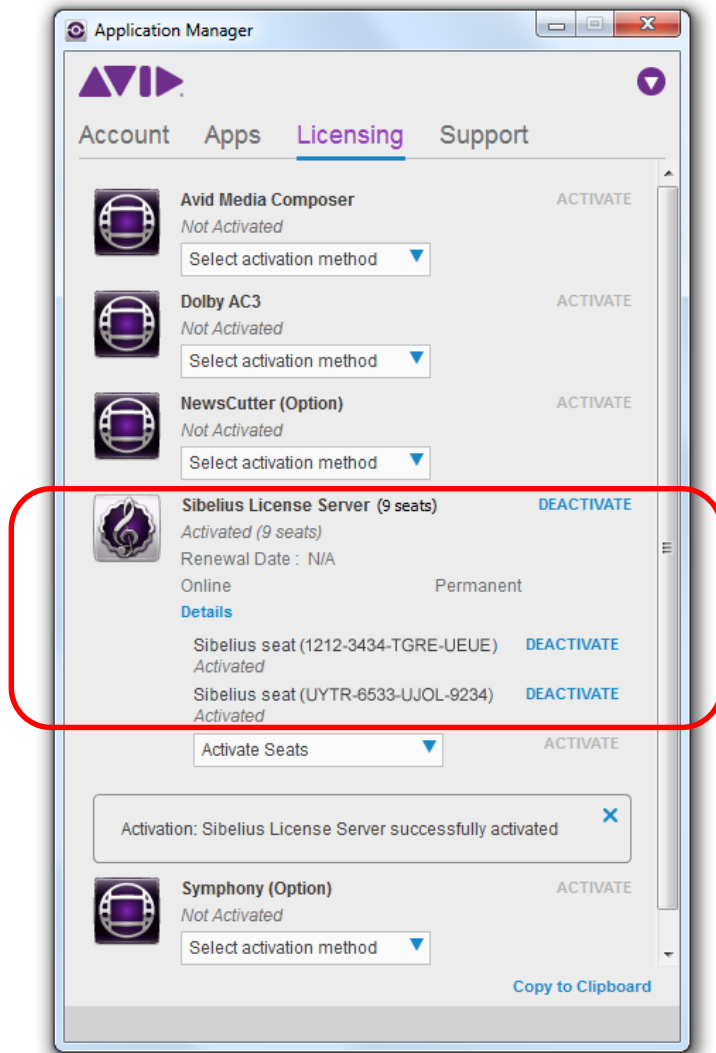 Application Manager
AVID
Account Apps Licensing Support
Avid Media Composer ACTIVATE
Not Activated
Select activation method
Dolby AC3 ACTIVATE
Not Activated
Select activation method
NewsCutter (Option) ACTIVATE
Not Activated
Select activation method
Sibelius License Server (9 seats) DEACTIVATE
Activated (9 seats)
Renewal Date : N/A
Online Permanent
Details
Sibelius seat (1212-3434-TGRE-UEUE) DEACTIVATE
Activated
Sibelius seat (UYTR-6533-UJOL-9234) DEACTIVATE
Activated
Activate Seats ACTIVATE
Activation: Sibelius License Server successfully activated
Symphony (Option) ACTIVATE
Not Activated
Select activation method
Copy to Clipboard